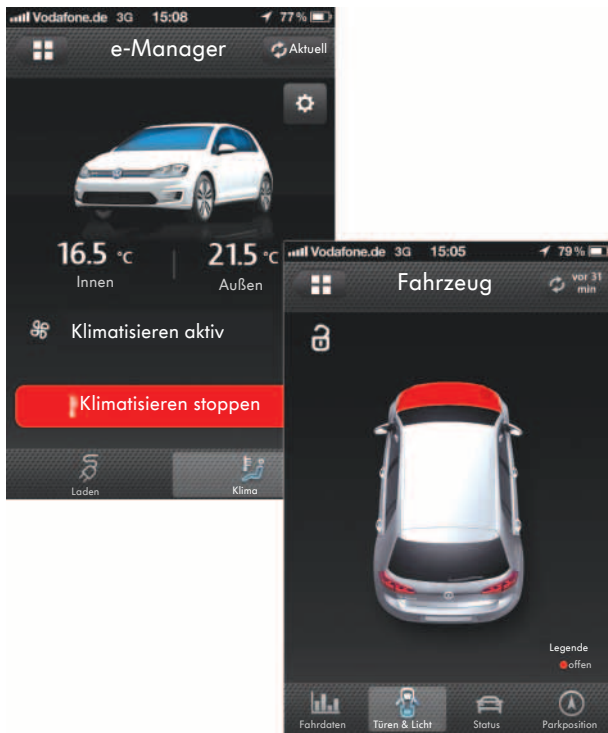 Vodafone.de 3G 15:08 77 %
e-Manager
Aktuell
16.5 °C
21.5 °C
Innen
Außen
Klimatisieren aktiv
Klimatisieren stoppen
Laden
Klima
Vodafone.de 3G 15:05 79 %
Fahrzeug
vor 31
min
Legende
offen
Fahrdaten
Türen & Licht
Status
Parkposition